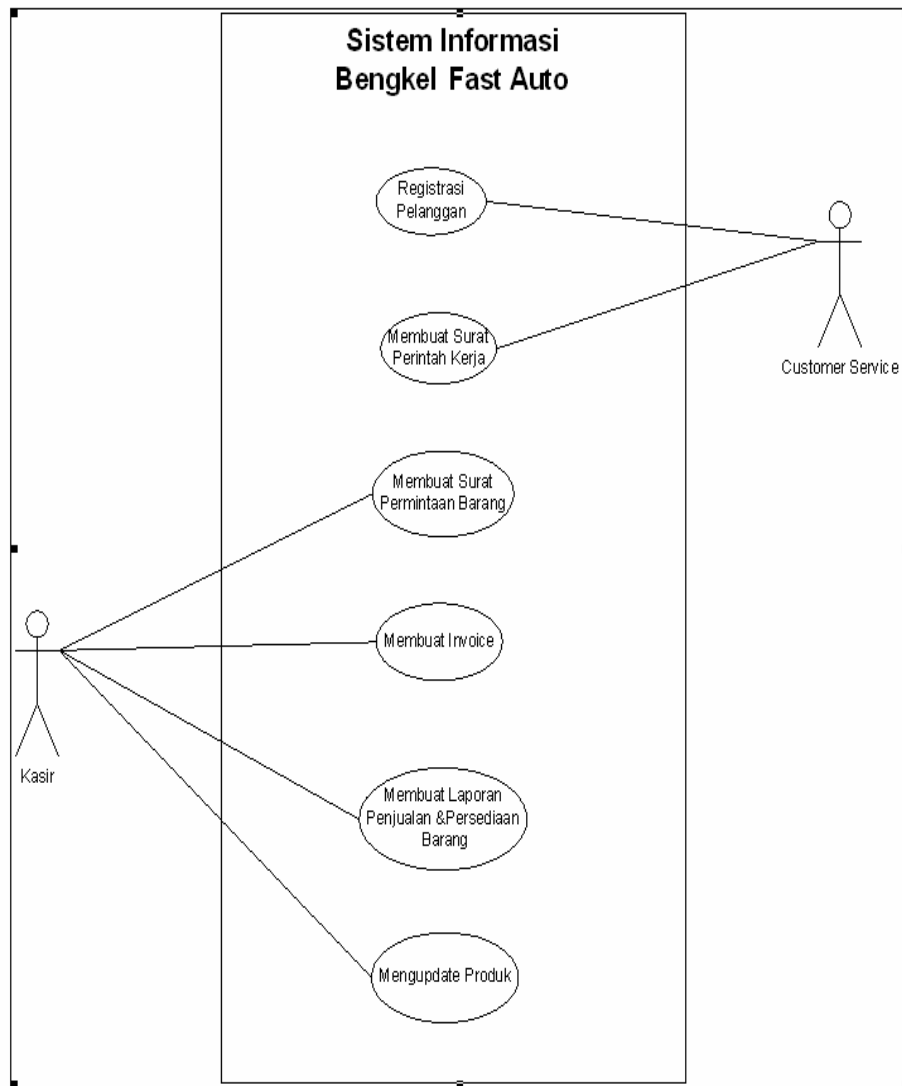 Sistem Informasi
Bengkel Fast Auto
Registrasi
Pelanggan
Customer Service
Membuat Surat
Perintah Kerja
Membuat Surat
Permintaan Barang
Membuat Invoice
Kasir
Membuat Laporan
Penjualan &Persediaan
Barang
Mengupdate Produk